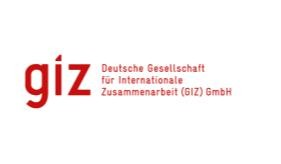 giz
Deutsche Gesellschaft
für Internationale
Zusammenarbeit (GIZ) GmbH